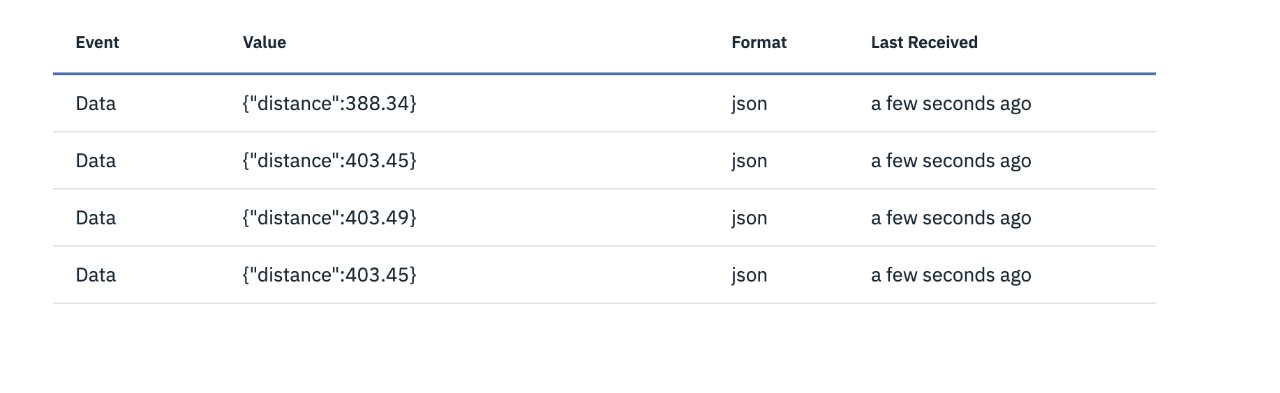 Event Value Format Last Received
Data {"distance":388.34} json a few seconds ago
Data {"distance":403.45} json a few seconds ago
Data {"distance":403.49} json a few seconds ago
Data {"distance":403.45} json a few seconds ago